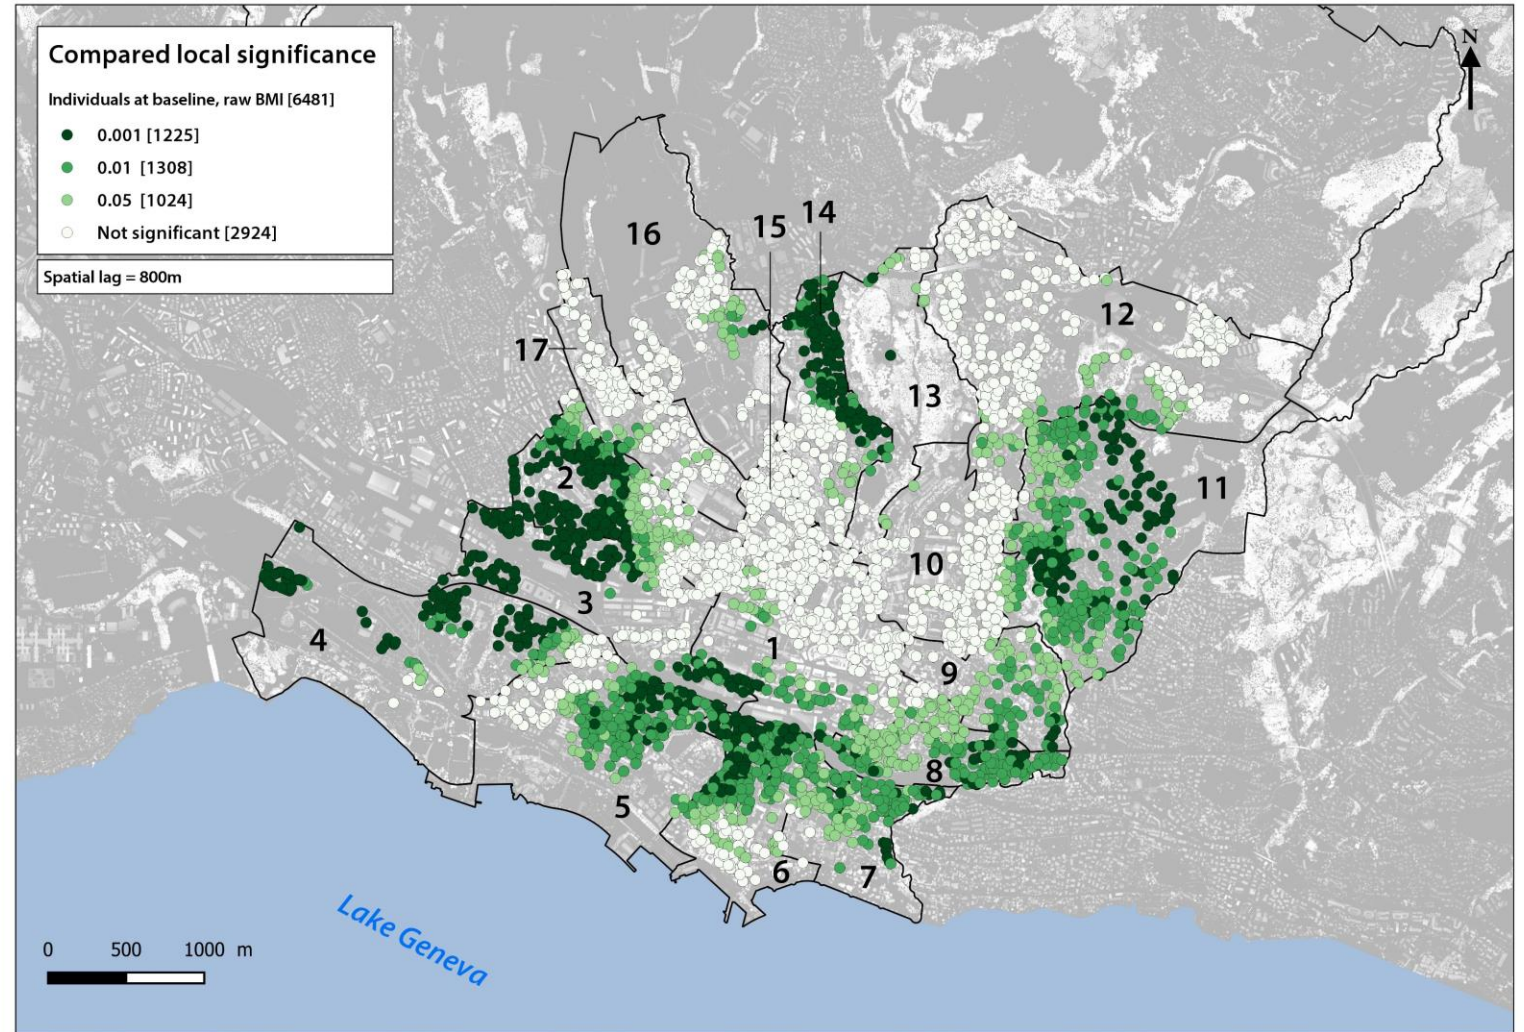 Compared local significance
Individuals at baseline, raw BMI [6481]
0.001 [1225]
0.01 [1308]
0.05 [1024]
Not significant [2924]
Spatial lag = 800m
N
14
15
16
12
17
13
2
11
10
3
4
1
9
8
5
6
7
Lake Geneva
0 500 1000 m